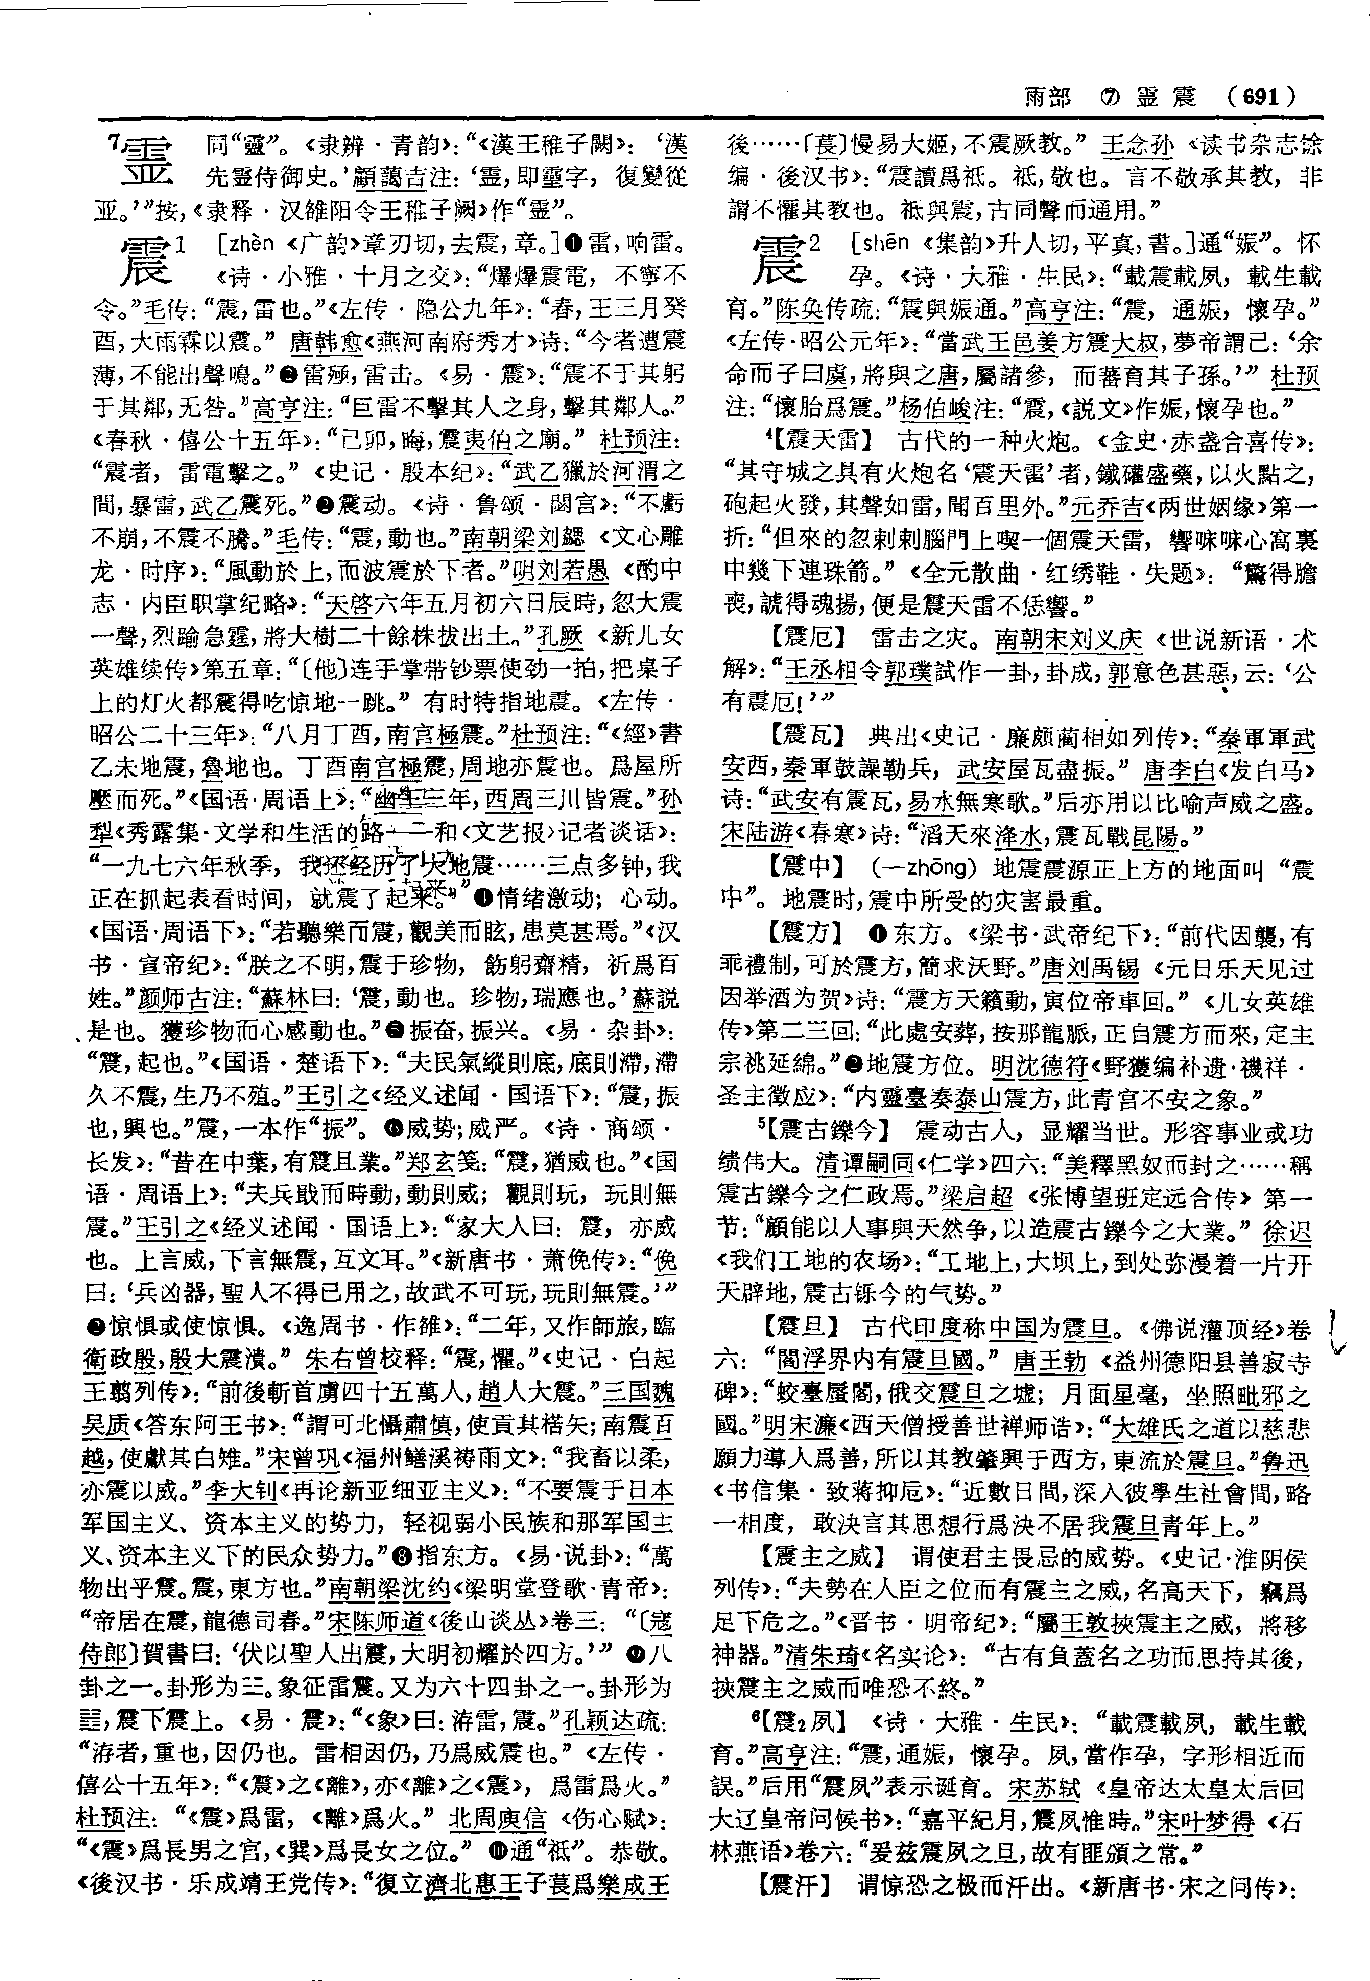 雨部 ⑦ 𩃏 震 (691)
同“靈”。《隶辨·青韵》：“《漢王稚子闕》：‘漢
先靈侍御史。’顧藹吉注：‘
亚。’”按，《隶释·汉雒阳令王稚子阙》作“靈”。
震1 [zhèn《广韵》章刃切，去震，章。]❶雷，响雷。
《诗·小雅·十月之交》：“爆爆震電，不寧不
令。”毛传：“震，雷也。”《左传·隐公九年》：“春，王三月癸
酉，大雨霖以震。”唐韩愈《燕河南府秀才》诗：“今者遭震
薄，不能出聲鳴。”❷雷殛，雷击。《易·震》：“震不于其躬
于其鄰，无咎。”高亨注：“巨雷不擊其人之身，擊其鄰人。”
《春秋·僖公十五年》：“己卯，晦，震夷伯之廟。”杜预注：
“震者，雷電擊之。”《史记·殷本纪》：“武乙獵於河渭之
間，暴雷，武乙震死。”❷震动。《诗·鲁颂·閟宫》：“不虧
不崩，不震不騰。”毛传：“震，動也。”南朝梁刘勰《文心雕
龙·时序》：“風動於上，而波震於下者。”明刘若愚《酌中
志·内臣职掌纪略》：“天啓六年五月初六日辰時，忽大震
一聲，烈踰急霆，將大樹二十餘株拔出土。”孔厥《新儿女
英雄续传》第五章：“〔他〕连手掌带钞票使劲一拍，把桌子
上的灯火都震得吃惊地一跳。”有时特指地震。《左传·
昭公二十三年》：“八月丁酉，南宫極震。”杜预注：“《經》書
乙未地震，魯地也。丁酉南宫極震，周地亦震也。爲屋所
壓而死。”《国语·周语上》：“幽王三年，西周三川皆震。”孙
犁《秀露集·文学和生活的路——和《文艺报》记者谈话》：
“一九七六年秋季，我还经历了大地震……三点多钟，我
正在抓起表看时间，就震了起来。”❶情绪激动；心动。
《国语·周语下》：“若聽樂而震，觀美而眩，患莫甚焉。”《汉
书·宣帝纪》：“朕之不明，震于珍物，飭躬齋精，祈爲百
姓。”颜师古注：“蘇林曰：‘震，動也。珍物，瑞應也。’蘇説
是也。獲珍物而心感動也。”❺振奋，振兴。《易·杂卦》：
“震，起也。”《国语·楚语下》：“夫民氣縱則底，底則滯，滯
久不震，生乃不殖。”王引之《经义述闻·国语下》：“震，振
也，興也。”震，一本作“振”。❻威势；威严。《诗·商颂·
长发》：“昔在中葉，有震且業。”郑玄笺：“震，猶威也。”《国
语·周语上》：“夫兵戢而時動，動則威；觀則玩，玩則無
震。”王引之《经义述闻·国语上》：“家大人曰：震，亦威
也。上言威，下言無震，互文耳。”《新唐书·萧俛传》：“俛
曰：‘兵凶器，聖人不得已用之，故武不可玩，玩則無震。’”
❼惊惧或使惊惧。《逸周书·作雒》：“二年，又作師旅，臨
衛政殷，殷大震潰。”朱右曾校释：“震，懼。”《史记·白起
王翦列传》：“前後斬首虜四十五萬人，趙人大震。”三国魏
吴质《答东阿王书》：“謂可北懾肅慎，使貢其楛矢；南震百
越，使獻其白雉。”宋曾巩《福州鳝溪祷雨文》：“我畜以柔，
亦震以威。”李大钊《再论新亚细亚主义》：“不要震于日本
军国主义、资本主义的势力，轻视弱小民族和那军国主
义、资本主义下的民众势力。”❽指东方。《易·说卦》：“萬
物出乎震。震，東方也。”南朝梁沈约《梁明堂登歌·青帝》：
“帝居在震，龍德司春。”宋陈师道《後山谈丛》卷三：“〔寇
侍郎〕賀書曰：‘伏以聖人出震，大明初耀於四方。’”❾八
卦之一。卦形为☳。象征雷震。又为六十四卦之一。卦形为
䷲，震下震上。《易·震》：“《象》曰：洊雷，震。”孔颖达疏：
“洊者，重也，因仍也。雷相因仍，乃爲威震也。”《左传·
僖公十五年》：“《震》之《離》，亦《離》之《震》，爲雷爲火。”
杜预注：“《震》爲雷，《離》爲火。”北周庾信《伤心赋》：
“《震》爲長男之宫，《巽》爲長女之位。”❿通“祗”。恭敬。
《後汉书·乐成靖王党传》：“復立濟北惠王子萇爲樂成王
後……〔萇〕慢易大姬，不震厥教。”王念孙《读书杂志馀
编·後汉书》：“震讀爲祗。祗，敬也。言不敬承其教，非
謂不懼其教也。祗與震，古同聲而通用。”
震2 [shēn《集韵》升人切，平真，書。]通“娠”。怀
孕。《诗·大雅·生民》：“載震載夙，載生載
育。”陈奂传疏：“震與娠通。”高亨注：“震，通娠，懷孕。”
《左传·昭公元年》：“當武王邑姜方震大叔，夢帝謂己：‘余
命而子曰虞，將與之唐，屬諸參，而蕃育其子孫。’”杜预
注：“懷胎爲震。”杨伯峻注：“震，《説文》作娠，懷孕也。”
4【震天雷】 古代的一种火炮。《金史·赤盏合喜传》：
“其守城之具有火炮名‘震天雷’者，鐵礶盛藥，以火點之，
砲起火發，其聲如雷，聞百里外。”元乔吉《两世姻缘》第一
折：“但來的忽剌剌腦門上喫一個震天雷，響咪咪心窩裏
中幾下連珠箭。”《全元散曲·红绣鞋·失题》：“驚得膽
喪，諕得魂揚，便是震天雷不恁響。”
【震厄】 雷击之灾。南朝宋刘义庆《世说新语·术
解》：“王丞相令郭璞試作一卦，卦成，郭意色甚惡，云：‘公
有震厄！’”
【震瓦】 典出《史记·廉颇蔺相如列传》：“秦軍軍武
安西，秦軍鼓譟勒兵，武安屋瓦盡振。”唐李白《发白马》
诗：“武安有震瓦，易水無寒歌。”后亦用以比喻声威之盛。
宋陆游《春寒》诗：“滔天來洚水，震瓦戰昆陽。”
【震中】 （—zhōng）地震震源正上方的地面叫“震
中”。地震时，震中所受的灾害最重。
【震方】 ❶东方。《梁书·武帝纪下》：“前代因襲，有
乖禮制，可於震方，簡求沃野。”唐刘禹锡《元日乐天见过
因举酒为贺》诗：“震方天籟動，寅位帝車回。”《儿女英雄
传》第二三回：“此處安葬，按那龍脈，正自震方而來，定主
宗祧延綿。”❷地震方位。明沈德符《野獲编补遗·禨祥·
圣主徵应》：“内靈臺奏泰山震方，此青宫不安之象。”
5【震古鑠今】 震动古人，显耀当世。形容事业或功
绩伟大。清谭嗣同《仁学》四六：“美釋黑奴而封之……稱
震古鑠今之仁政焉。”梁启超《张博望班定远合传》第一
节：“顧能以人事與天然争，以造震古鑠今之大業。”徐迟
《我们工地的农场》：“工地上，大坝上，到处弥漫着一片开
天辟地，震古铄今的气势。”
【震旦】 古代印度称中国为震旦。《佛说灌顶经》卷
六：“閻浮界内有震旦國。”唐王勃《益州德阳县善寂寺
碑》：“蛟臺蜃閣，俄交震旦之墟；月面星毫，坐照毗邪之
國。”明宋濂《西天僧授善世禅师诰》：“大雄氏之道以慈悲
願力導人爲善，所以其教肇興于西方，東流於震旦。”鲁迅
《书信集·致蒋抑卮》：“近數日間，深入彼學生社會間，略
一相度，敢決言其思想行爲決不居我震旦青年上。”
【震主之威】 谓使君主畏忌的威势。《史记·淮阴侯
列传》：“夫勢在人臣之位而有震主之威，名高天下，竊爲
足下危之。”《晋书·明帝纪》：“屬王敦挾震主之威，將移
神器。”清朱琦《名实论》：“古有負蓋名之功而思持其後，
挾震主之威而唯恐不終。”
6【震2夙】 《诗·大雅·生民》：“載震載夙，載生載
育。”高亨注：“震，通娠，懷孕。夙，當作孕，字形相近而
誤。”后用“震夙”表示诞育。宋苏轼《皇帝达太皇太后回
大辽皇帝问候书》：“嘉平紀月，震夙惟時。”宋叶梦得《石
林燕语》卷六：“爰兹震夙之旦，故有匪頒之常。”
【震汗】 谓惊恐之极而汗出。《新唐书·宋之问传》：